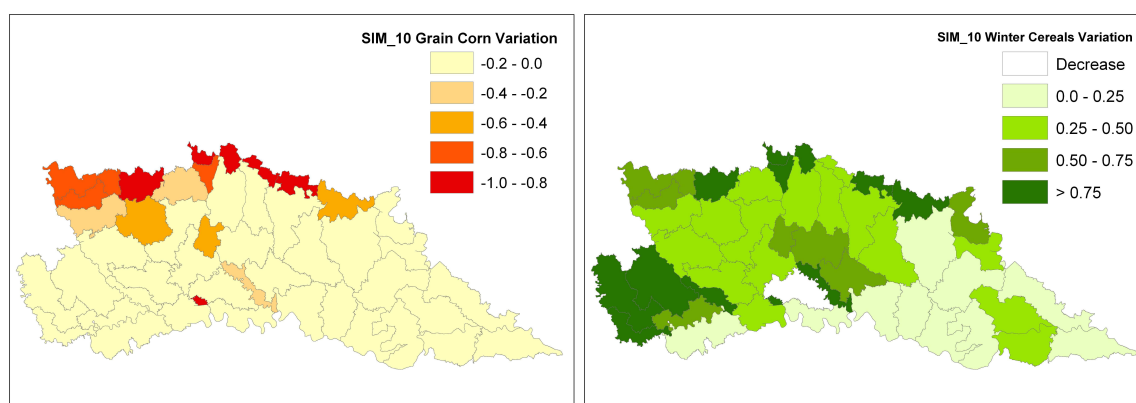 SIM_10 Grain Corn Variation
-0.2 - 0.0
-0.4 - -0.2
-0.6 - -0.4
-0.8 - -0.6
-1.0 - -0.8
SIM_10 Winter Cereals Variation
Decrease
0.0 - 0.25
0.25 - 0.50
0.50 - 0.75
> 0.75